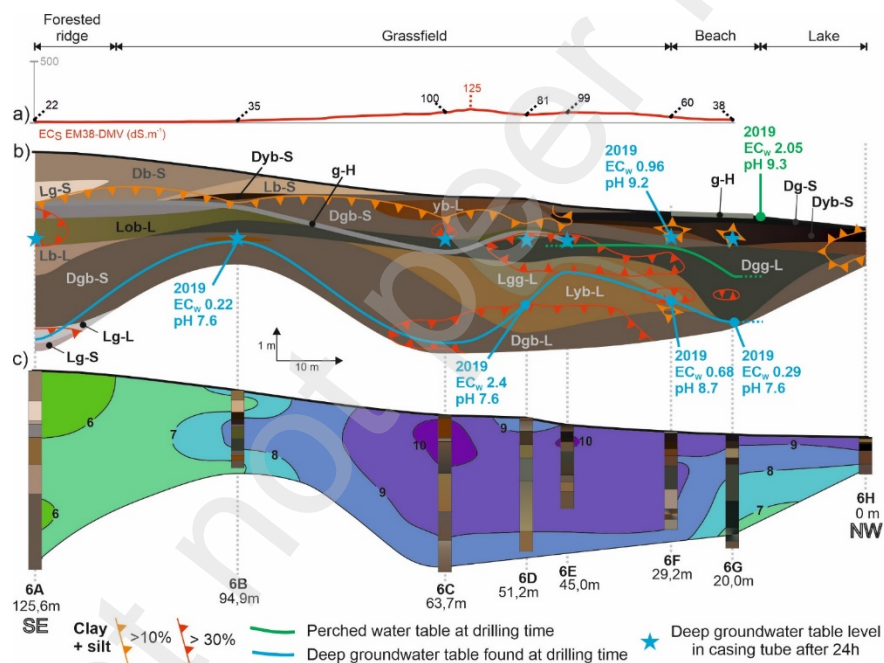 Forested
ridge
Grassfield
Beach
Lake
500
a)
22
35
100
125
81
99
60
38
ECS EM38-DMV (dS.m-1)
b)
2019
ECw 0.96
pH 9.2
2019
ECw 2.05
pH 9.3
Db-S
Dyb-S
Lg-S
Lb-S
g-H
yb-L
g-H
Dg-S
Dyb-S
Lob-L
Dgb-S
Lb-L
Dgb-S
Dgg-L
Lgg-L
Lyb-L
2019
ECw 0.22
pH 7.6
Lg-L
Lg-S
Dgb-L
1 m
10 m
2019
ECw 2.4
pH 7.6
2019
ECw 0.68
pH 8.7
2019
ECw 0.29
pH 7.6
c)
6
7
8
9
10
9
10
9
8
7
6
6A
125,6m
SE
6B
94,9m
6C
63,7m
6D
51,2m
6E
45,0m
6F
29,2m
6G
20,0m
6H
0 m
NW
Clay
+ silt
>10%
> 30%
Perched water table at drilling time
Deep groundwater table found at drilling time
Deep groundwater table level
in casing tube after 24h